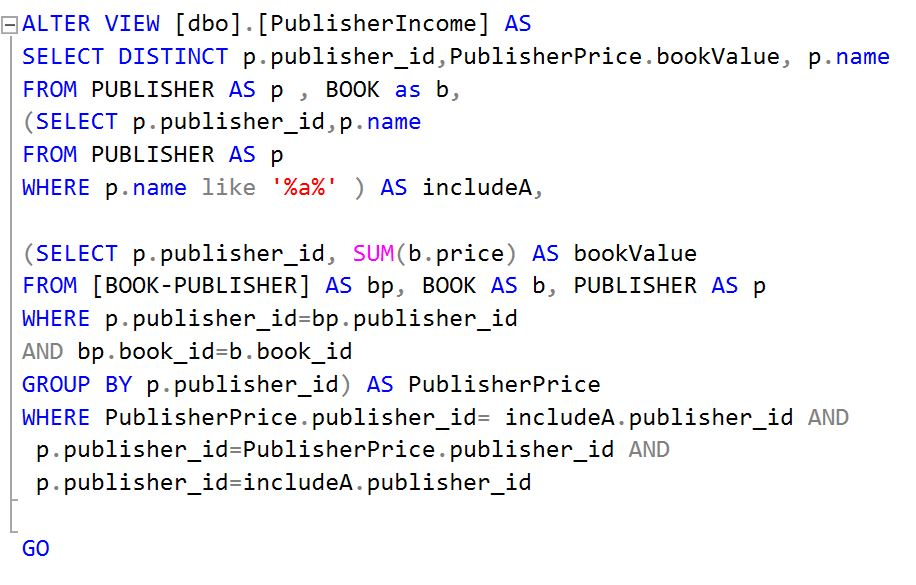 ALTER VIEW [dbo].[PublisherIncome] AS
SELECT DISTINCT p.publisher_id,PublisherPrice.bookValue, p.name
FROM PUBLISHER AS p , BOOK as b,
(SELECT p.publisher_id,p.name
FROM PUBLISHER AS p
WHERE p.name like '%a%' ) AS includeA,
(SELECT p.publisher_id, SUM(b.price) AS bookValue
FROM [BOOK-PUBLISHER] AS bp, BOOK AS b, PUBLISHER AS p
WHERE p.publisher_id=bp.publisher_id
AND bp.book_id=b.book_id
GROUP BY p.publisher_id) AS PublisherPrice
WHERE PublisherPrice.publisher_id= includeA.publisher_id AND
p.publisher_id=PublisherPrice.publisher_id AND
p.publisher_id=includeA.publisher_id
GO